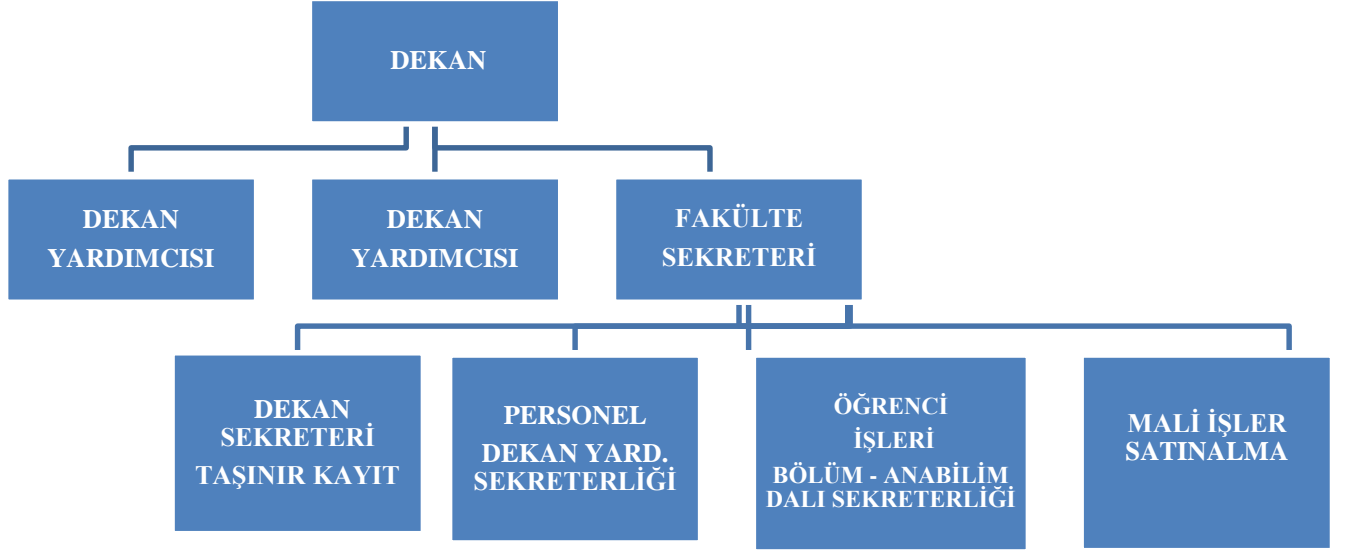 DEKAN
DEKAN
YARDIMCISI
DEKAN
YARDIMCISI
FAKÜLTE
SEKRETERİ
DEKAN
SEKRETERİ
TAŞINIR KAYIT
PERSONEL
DEKAN YARD.
SEKRETERLİĞİ
ÖĞRENCİ
İŞLERİ
BÖLÜM - ANABİLİM
DALI SEKRETERLİĞİ
MALİ İŞLER
SATINALMA